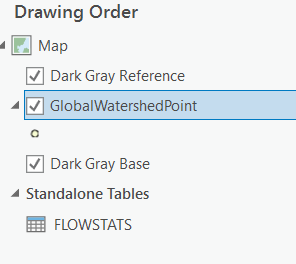 Drawing Order
Map
Dark Gray Reference
GlobalWatershedPoint
Dark Gray Base
Standalone Tables
FLOWSTATS